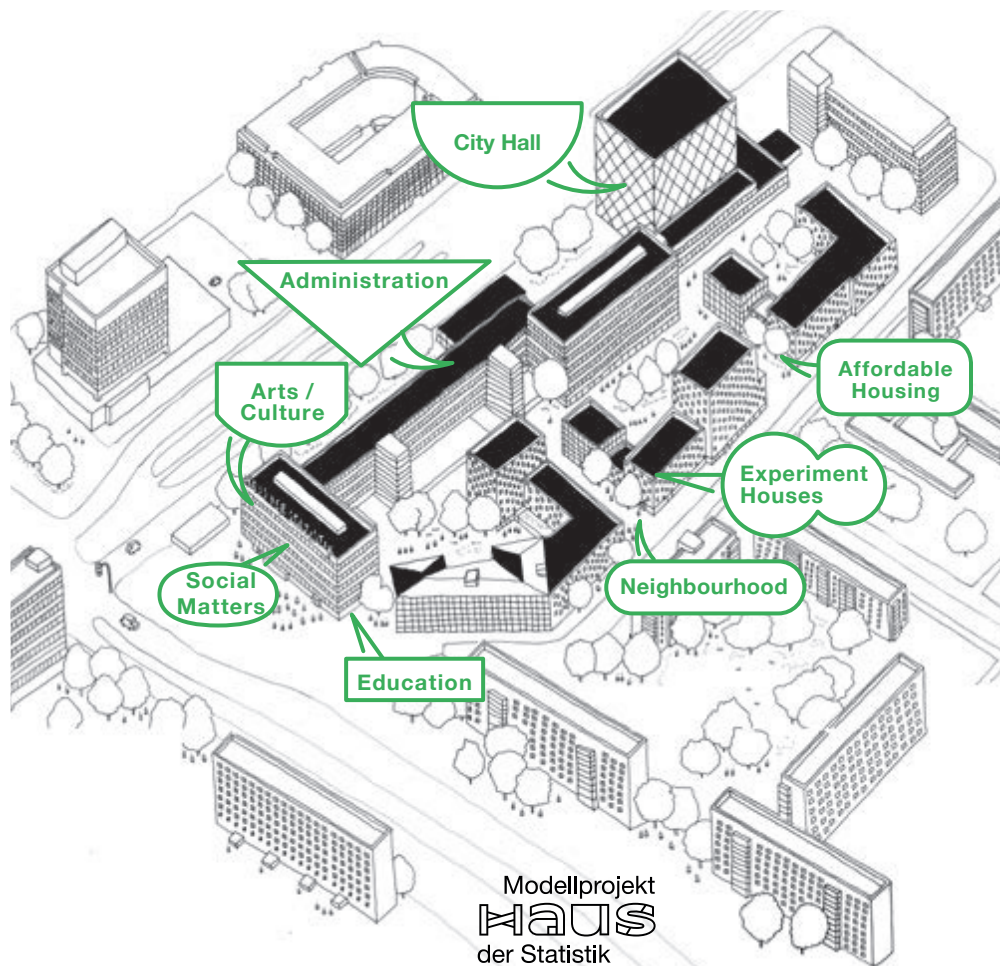 City Hall
Administration
Arts /
Culture
Affordable
Housing
Experiment
Houses
Social
Matters
Neighbourhood
Education
Modellprojekt
HAUS
der Statistik